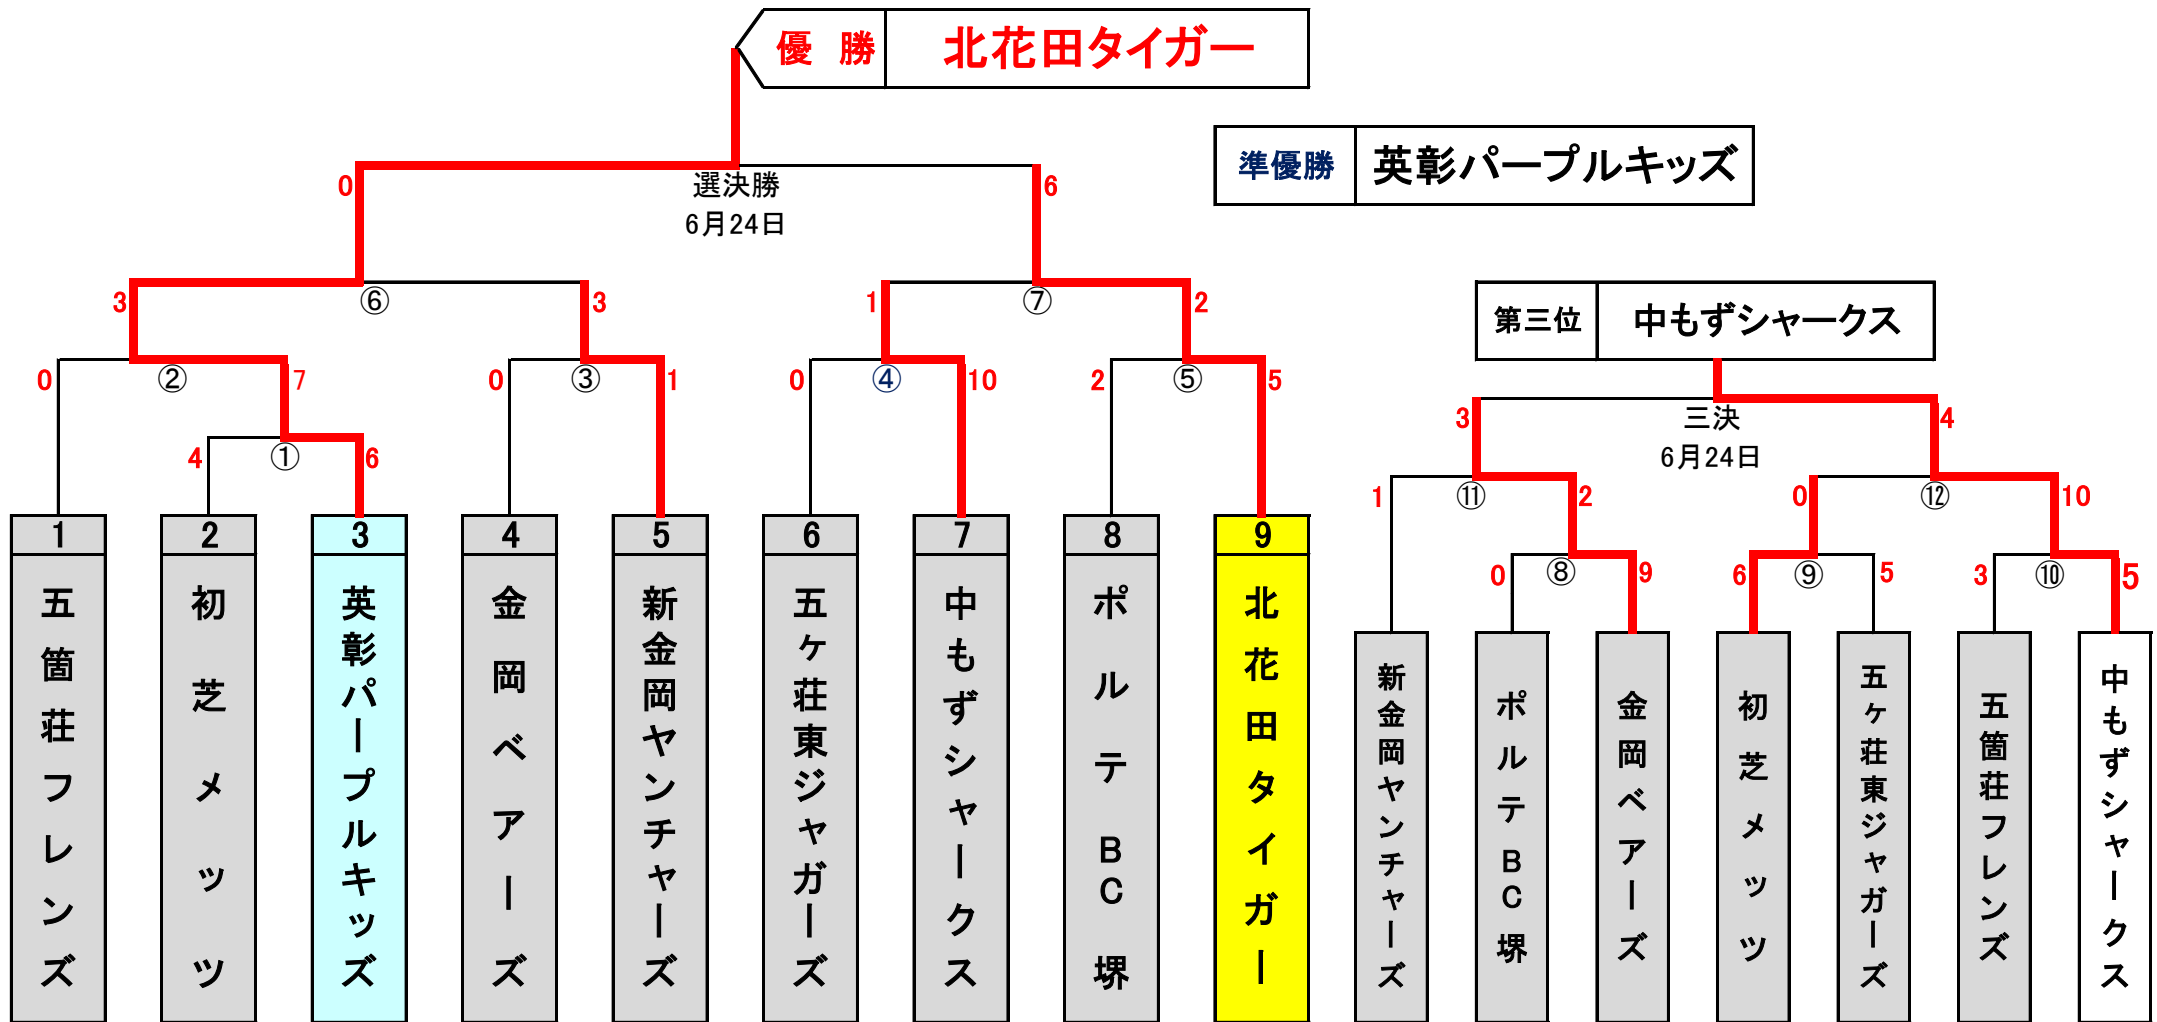 優 勝 北花田タイガー
準優勝 英彰パープルキッズ
0 選決勝 6
6月24日
3 ⑥ 3 1 ⑦ 2
第三位 中もずシャークス
0 ② 7 0 ③ 1 0 ④ 10 2 ⑤ 5
4 ① 6
3 三決 4
6月24日
1 ⑪ 2 0 ⑫ 10
0 ⑧ 9 6 ⑨ 5 3 ⑩ 5
1 五箇荘フレンズ
2 初芝メッツ
3 英彰パープルキッズ
4 金岡ベアーズ
5 新金岡ヤンチャーズ
6 五ヶ荘東ジャガーズ
7 中もずシャークス
8 ポルテBC堺
9 北花田タイガー
新金岡ヤンチャーズ
ポルテBC堺
金岡ベアーズ
初芝メッツ
五ヶ荘東ジャガーズ
五箇荘フレンズ
中もずシャークス